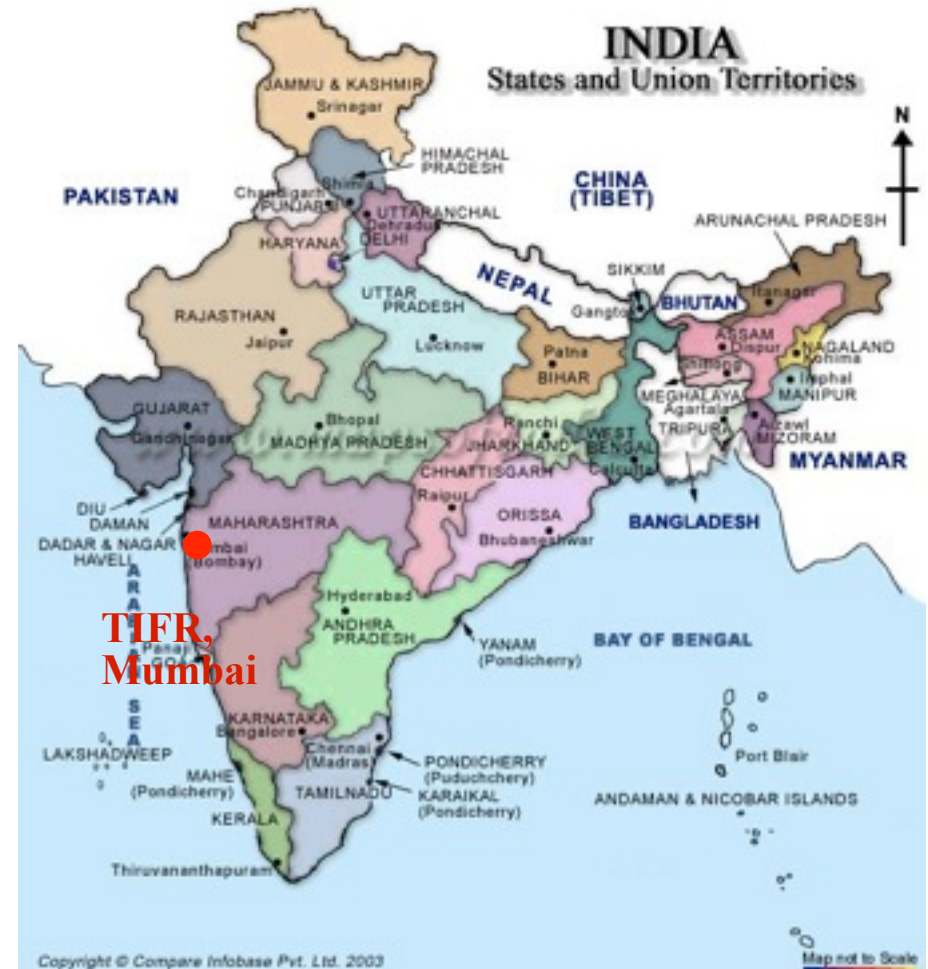 INDIA
States and Union Territories
N
JAMMU & KASHMIR
Srinagar
HIMACHAL
PRADESH
PAKISTAN
CHINA
(TIBET)
Chandigarh
Shimla
PUNJAB
UTTARANCHAL
Dehradun
ARUNACHAL PRADESH
HARYANA
DELHI
NEPAL
SIKKIM
BHUTAN
Itanagar
UTTAR
PRADESH
Gangtok
RAJASTHAN
Jaipur
Lucknow
ASSAM
Dispur
NAGALAND
Kohima
Patna
BIHAR
Shillong
Imphal
MANIPUR
MEGHALAYA
GUJARAT
Gandhinagar
Bhopal
MADHYA PRADESH
Ranchi
JHARKHAND
WEST
BENGAL
Calcutta
Agartala
TRIPURA
Aizawl
MIZORAM
MYANMAR
CHHATTISGARH
Raipur
DIU
DAMAN
DADAR & NAGAR
HAVELI
MAHARASHTRA
ORISSA
Bhubaneshwar
BANGLADESH
Mumbai
(Bombay)
ARABIAN SEA
Hyderabad
ANDHRA
PRADESH
TIFR,
Mumbai
Panaji
GOA
YANAM
(Pondicherry)
BAY OF BENGAL
KARNATAKA
Bangalore
Chennai
(Madras)
LAKSHADWEEP
MAHE
(Pondicherry)
PONDICHERRY
(Puduchchery)
KARAIKAL
(Pondicherry)
TAMILNADU
KERALA
Port Blair
ANDAMAN & NICOBAR ISLANDS
Thiruvananthapuram
Copyright © Compare Infobase Pvt. Ltd. 2003
Map not to Scale